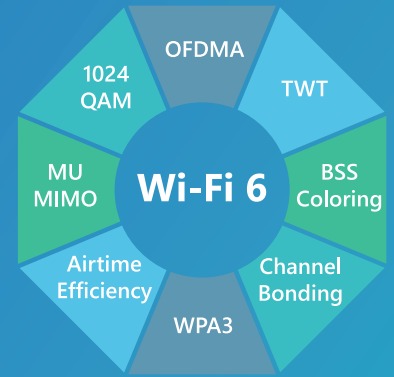 OFDMA
1024
QAM
TWT
MU
MIMO
Wi-Fi 6
BSS
Coloring
Airtime
Efficiency
Channel
Bonding
WPA3